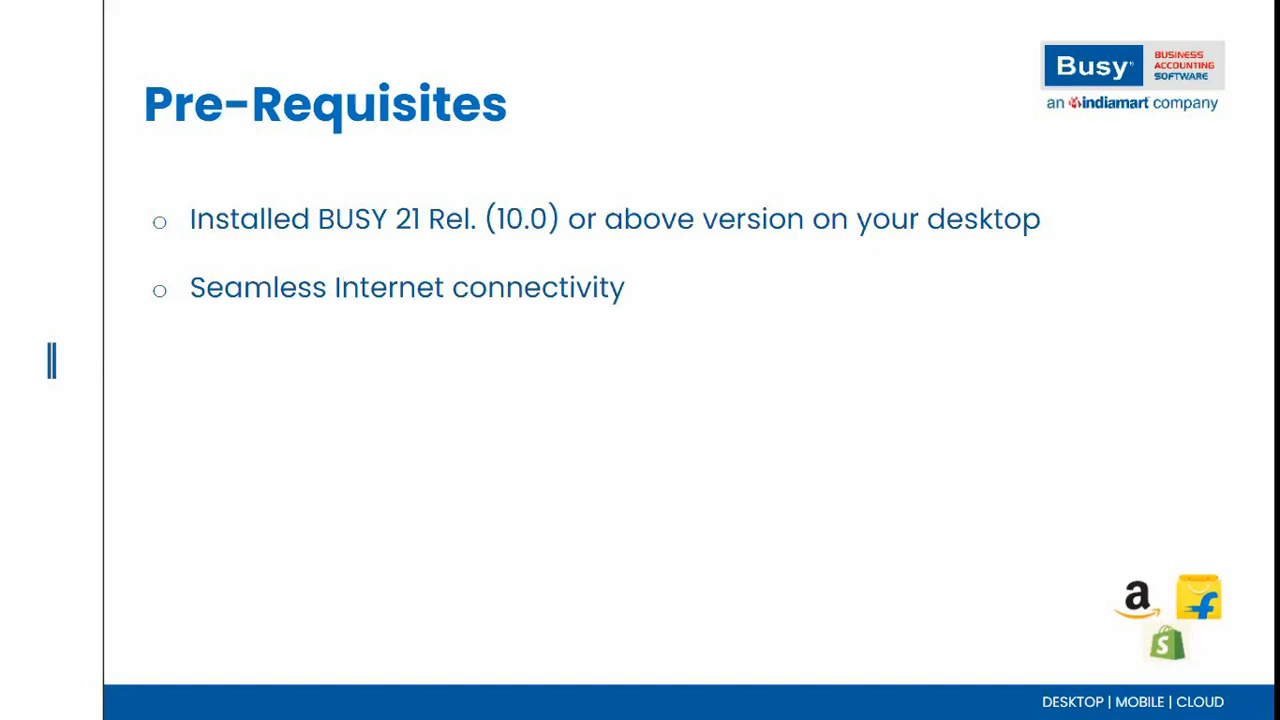 Busy
BUSINESS
ACCOUNTING
SOFTWARE
an indiamart company
Pre-Requisites
○ Installed BUSY 21 Rel. (10.0) or above version on your desktop
○ Seamless Internet connectivity
a f
S
DESKTOP | MOBILE | CLOUD